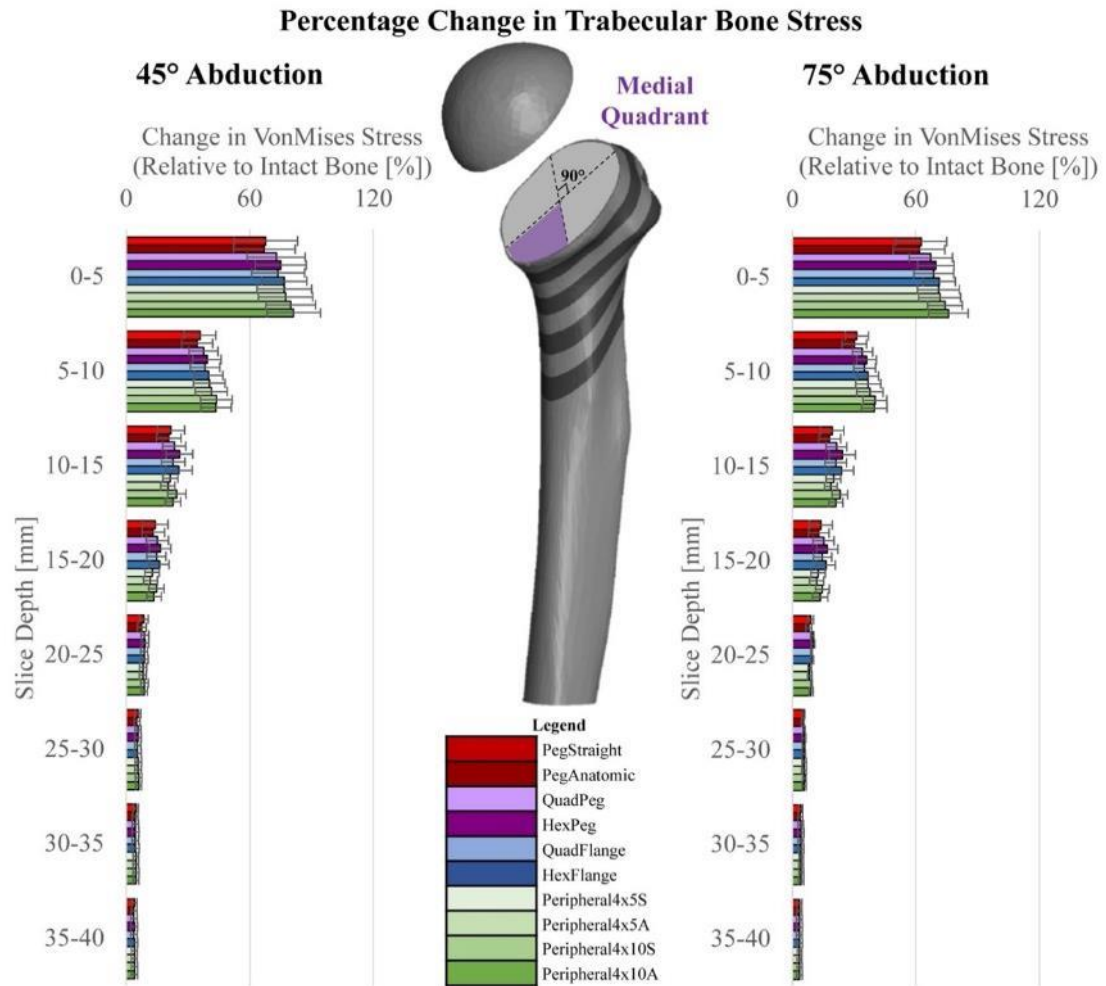 Percentage Change in Trabecular Bone Stress
45° Abduction
Change in VonMises Stress
(Relative to Intact Bone [%])
0 60 120
Slice Depth [mm]
0-5
5-10
10-15
15-20
20-25
25-30
30-35
35-40
Medial
Quadrant
90°
Legend
PegStraight
PegAnatomic
QuadPeg
HexPeg
QuadFlange
HexFlange
Peripheral4x5S
Peripheral4x5A
Peripheral4x10S
Peripheral4x10A
75° Abduction
Change in VonMises Stress
(Relative to Intact Bone [%])
0 60 120
Slice Depth [mm]
0-5
5-10
10-15
15-20
20-25
25-30
30-35
35-40